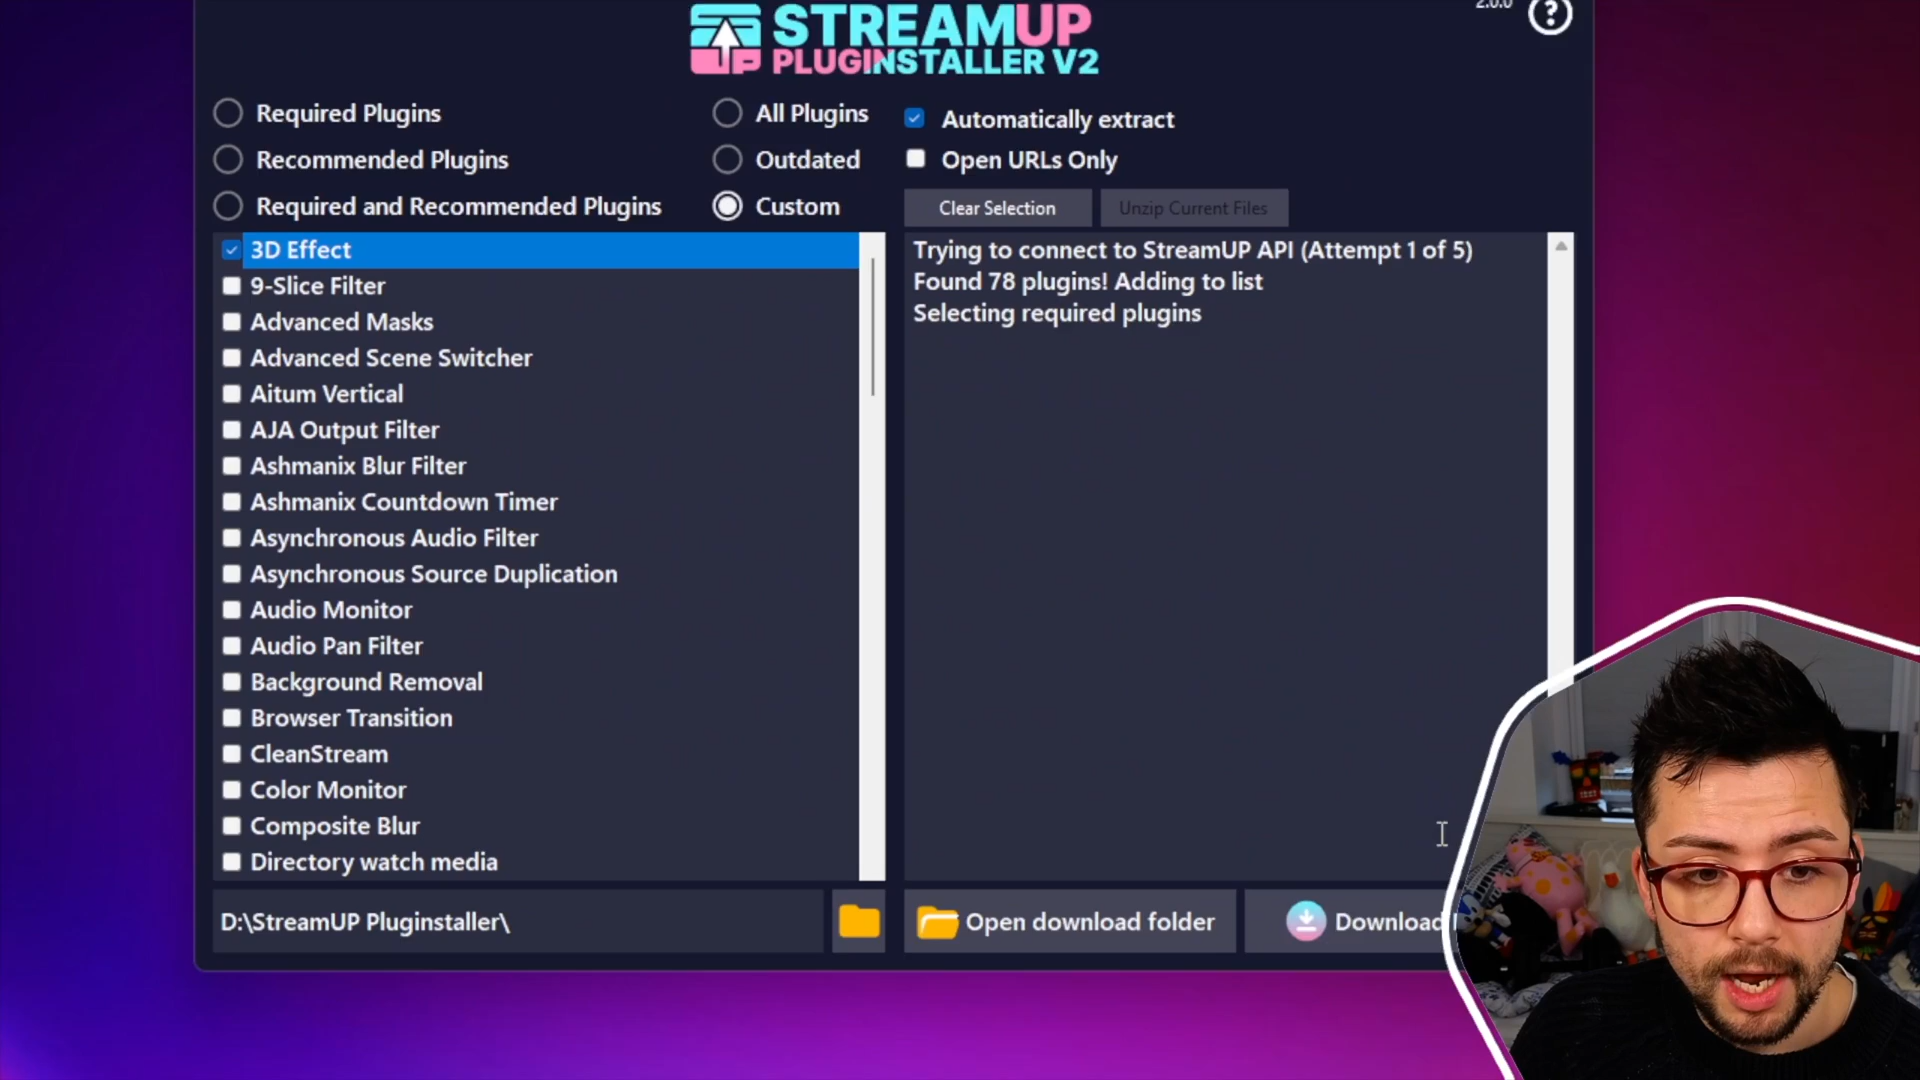 STREAMUP
PLUGINSTALLER V2
2.0.0
?
Required Plugins
All Plugins
Automatically extract
Recommended Plugins
Outdated
Open URLs Only
Required and Recommended Plugins
Custom
Clear Selection
Unzip Current Files
3D Effect
9-Slice Filter
Advanced Masks
Advanced Scene Switcher
Aitum Vertical
AJA Output Filter
Ashmanix Blur Filter
Ashmanix Countdown Timer
Asynchronous Audio Filter
Asynchronous Source Duplication
Audio Monitor
Audio Pan Filter
Background Removal
Browser Transition
CleanStream
Color Monitor
Composite Blur
Directory watch media
Trying to connect to StreamUP API (Attempt 1 of 5)
Found 78 plugins! Adding to list
Selecting required plugins
D:\StreamUP Pluginstaller\
Open download folder
Download